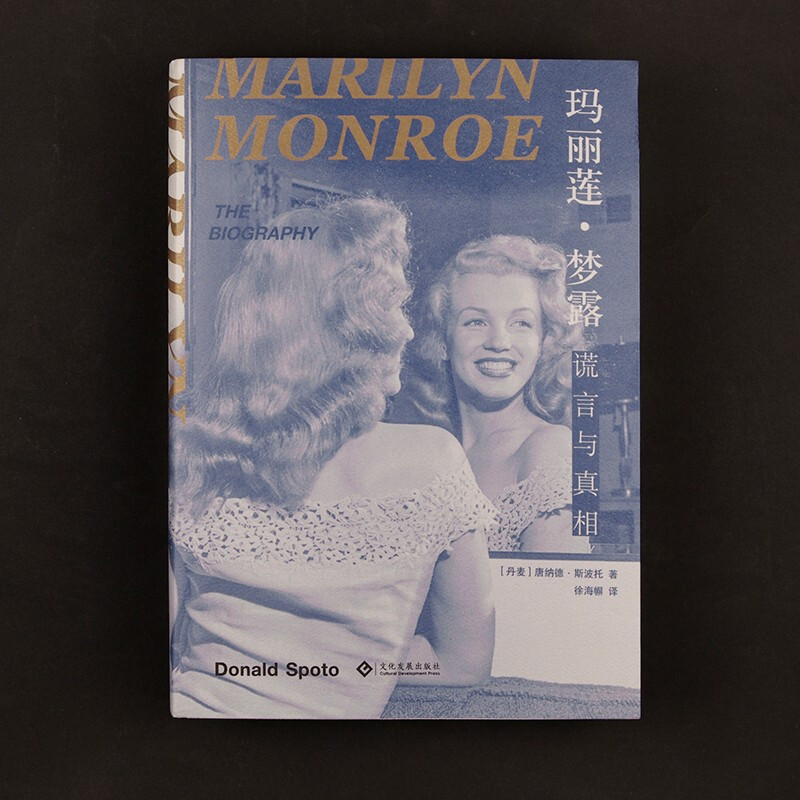 MARILYN
MONROE
THE
BIOGRAPHY
玛丽莲·梦露
谎言与真相
［丹麦］唐纳德·斯波托 著
徐海幈 译
Donald Spoto
文化发展出版社
Cultural Development Press